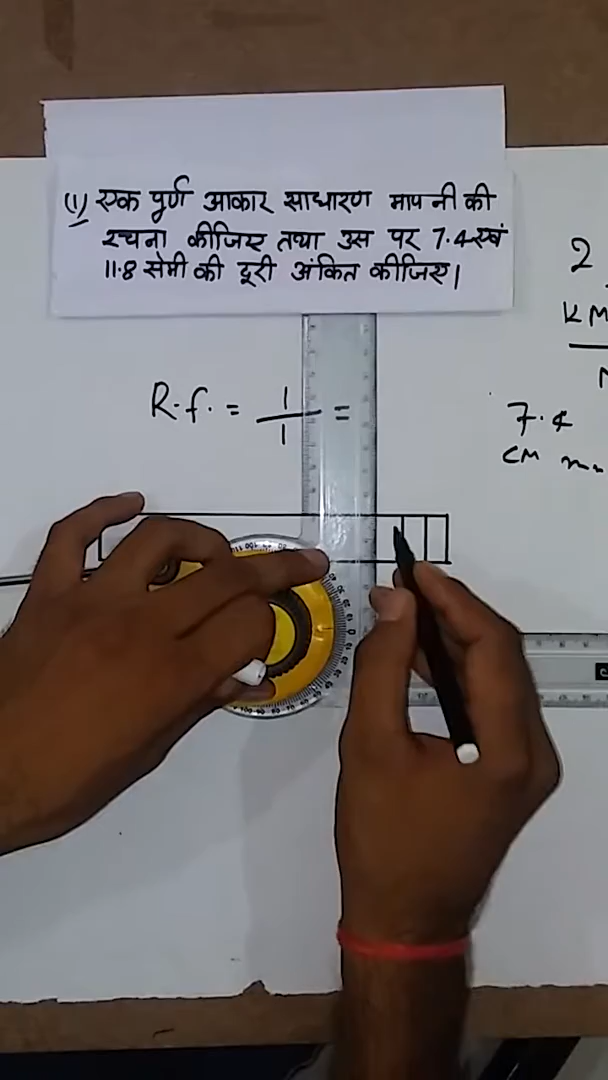 (1) एक पूर्ण आकार साधारण मापनी की
रचना कीजिए तथा उस पर 7.4 एवं
11.8 सेमी की दूरी अंकित कीजिए।
2
KM
R.f. = 1/1 =
7.4
CM mm